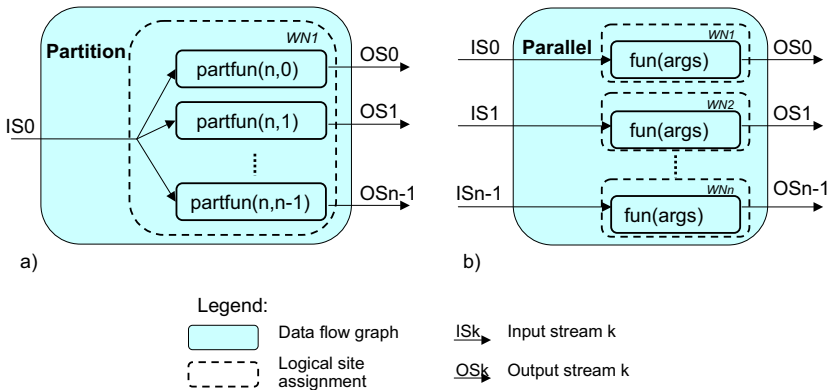 Partition
WN1
IS0
partfun(n,0)
OS0
partfun(n,1)
OS1
partfun(n,n-1)
OSn-1
a)
Parallel
IS0
WN1
fun(args)
OS0
IS1
WN2
fun(args)
OS1
ISn-1
WNn
fun(args)
OSn-1
b)
Legend:
Data flow graph
Logical site
assignment
ISk Input stream k
OSk Output stream k